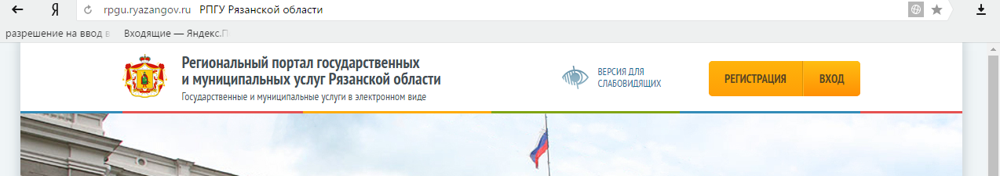 rpgu.ryazangov.ru РПГУ Рязанской области
разрешение на ввод в Входящие — Яндекс.П
Региональный портал государственных
и муниципальных услуг Рязанской области
Государственные и муниципальные услуги в электронном виде
ВЕРСИЯ ДЛЯ
СЛАБОВИДЯЩИХ
РЕГИСТРАЦИЯ ВХОД